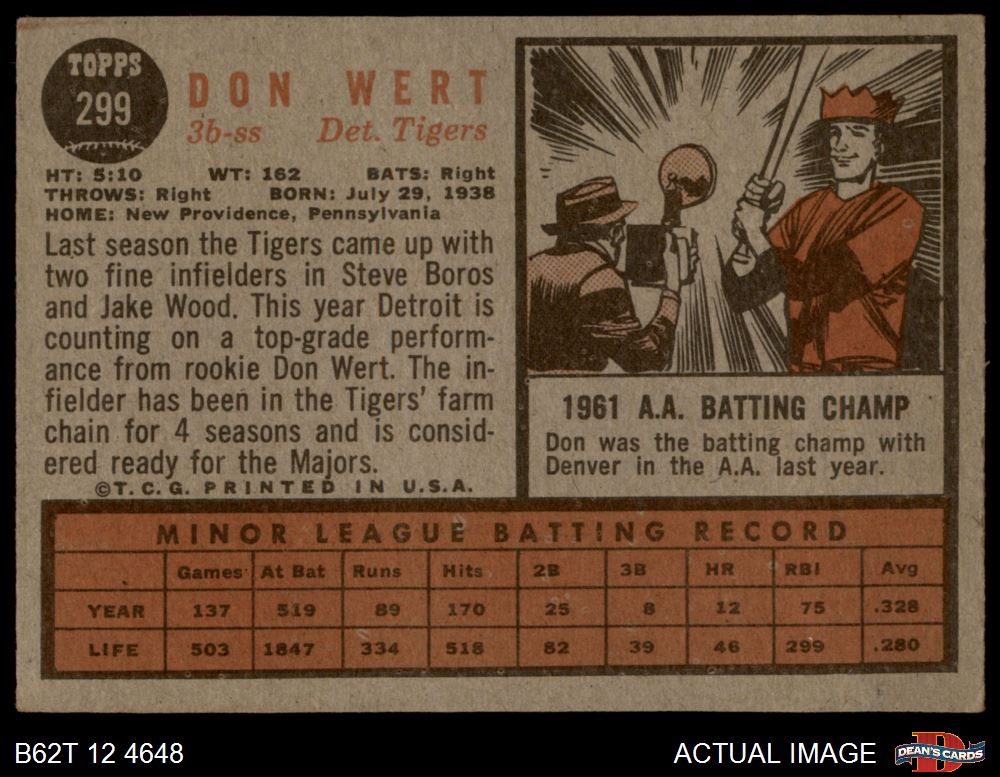 TOPPS
299
DON WERT
3b-ss Det. Tigers
HT: 5:10 WT: 162 BATS: Right
THROWS: Right BORN: July 29, 1938
HOME: New Providence, Pennsylvania
Last season the Tigers came up with
two fine infielders in Steve Boros
and Jake Wood. This year Detroit is
counting on a top-grade perform-
ance from rookie Don Wert. The in-
fielder has been in the Tigers' farm
chain for 4 seasons and is consid-
ered ready for the Majors.
©T.C.G. PRINTED IN U.S.A.
1961 A.A. BATTING CHAMP
Don was the batting champ with
Denver in the A.A. last year.
MINOR LEAGUE BATTING RECORD
Games At Bat Runs Hits 2B 3B HR RBI Avg
YEAR 137 519 89 170 25 8 12 75 .328
LIFE 503 1847 334 518 82 39 46 299 .280
B62T 12 4648
ACTUAL IMAGE
D
DEAN'S CARDS